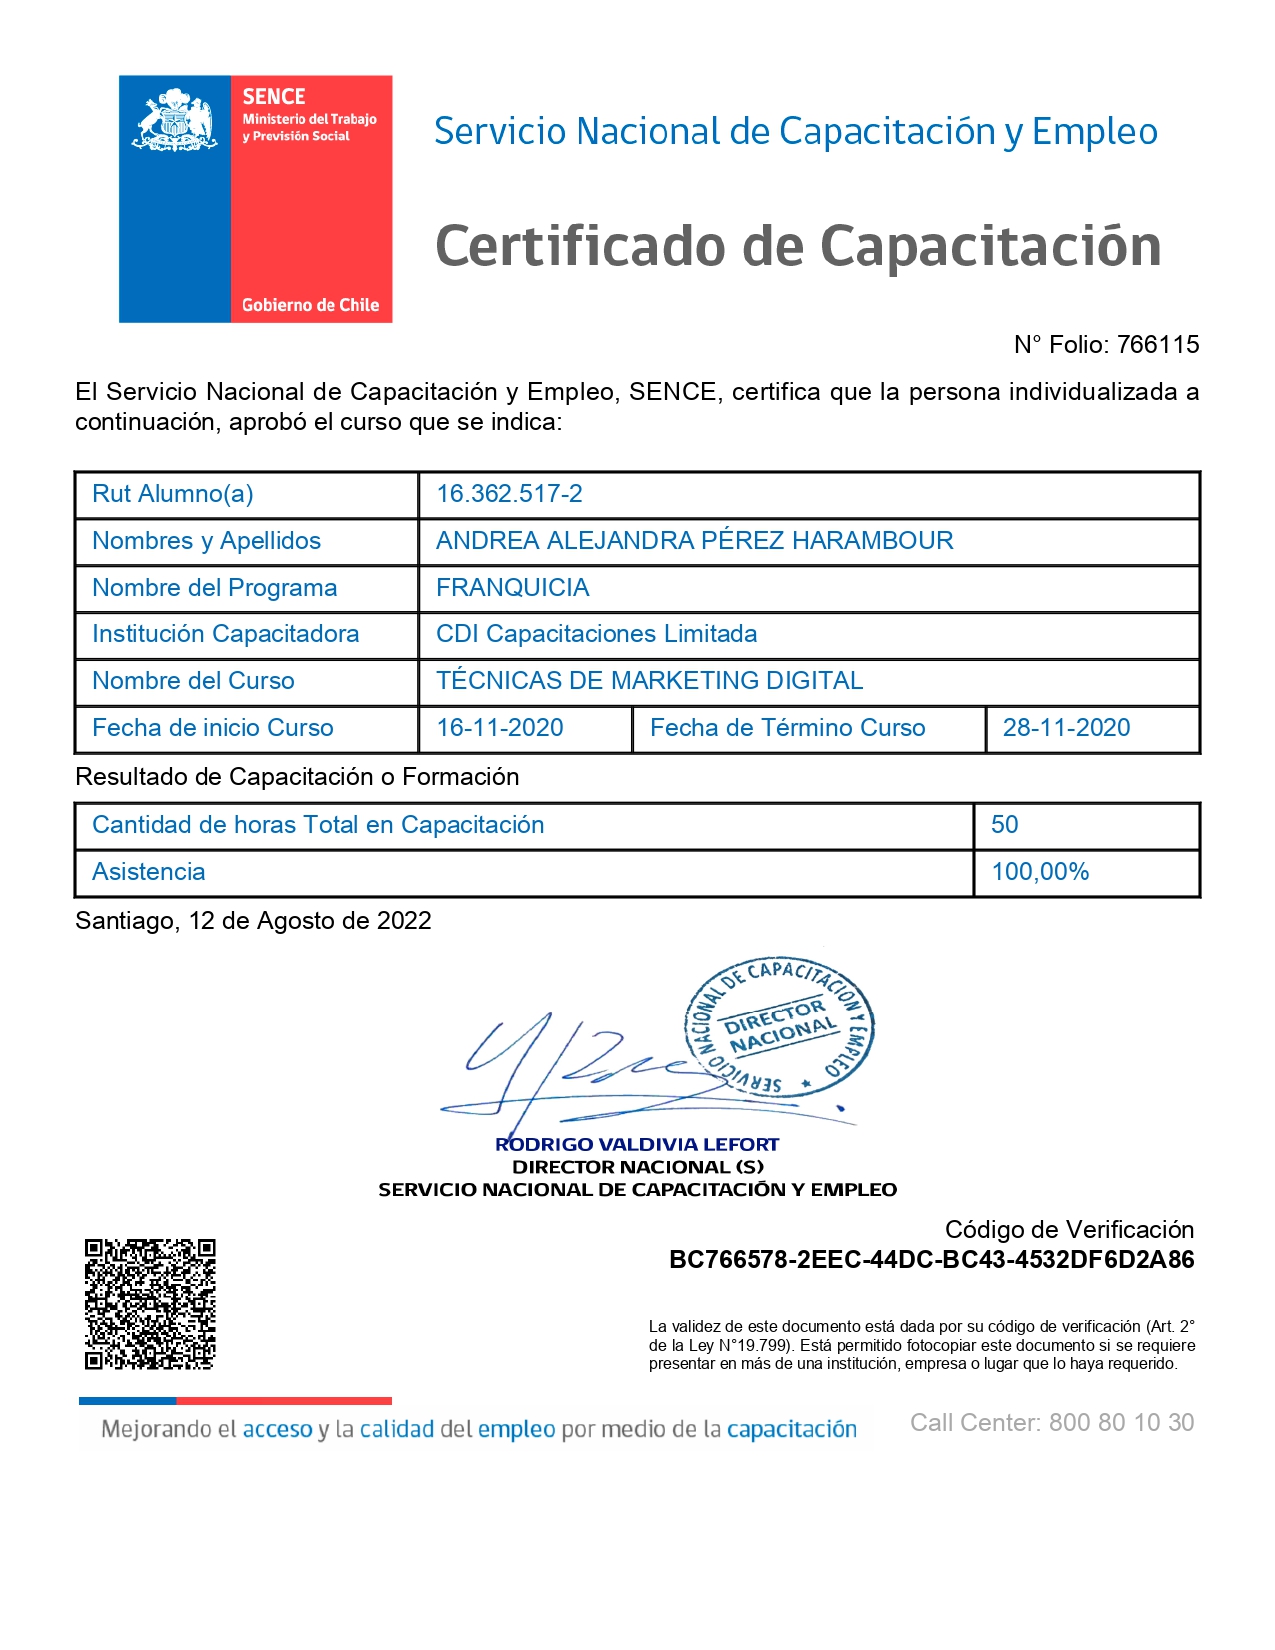 SENCE
Ministerio del Trabajo
y Previsión Social
Gobierno de Chile
Servicio Nacional de Capacitación y Empleo
Certificado de Capacitación
N° Folio: 766115
El Servicio Nacional de Capacitación y Empleo, SENCE, certifica que la persona individualizada a
continuación, aprobó el curso que se indica:
Rut Alumno(a) 16.362.517-2
Nombres y Apellidos ANDREA ALEJANDRA PÉREZ HARAMBOUR
Nombre del Programa FRANQUICIA
Institución Capacitadora CDI Capacitaciones Limitada
Nombre del Curso TÉCNICAS DE MARKETING DIGITAL
Fecha de inicio Curso 16-11-2020 Fecha de Término Curso 28-11-2020
Resultado de Capacitación o Formación
Cantidad de horas Total en Capacitación 50
Asistencia 100,00%
Santiago, 12 de Agosto de 2022
SERVICIO NACIONAL DE CAPACITACION Y EMPLEO
DIRECTOR
NACIONAL
RODRIGO VALDIVIA LEFORT
DIRECTOR NACIONAL (S)
SERVICIO NACIONAL DE CAPACITACIÓN Y EMPLEO
Código de Verificación
BC766578-2EEC-44DC-BC43-4532DF6D2A86
La validez de este documento está dada por su código de verificación (Art. 2°
de la Ley N°19.799). Está permitido fotocopiar este documento si se requiere
presentar en más de una institución, empresa o lugar que lo haya requerido.
Mejorando el acceso y la calidad del empleo por medio de la capacitación
Call Center: 800 80 10 30